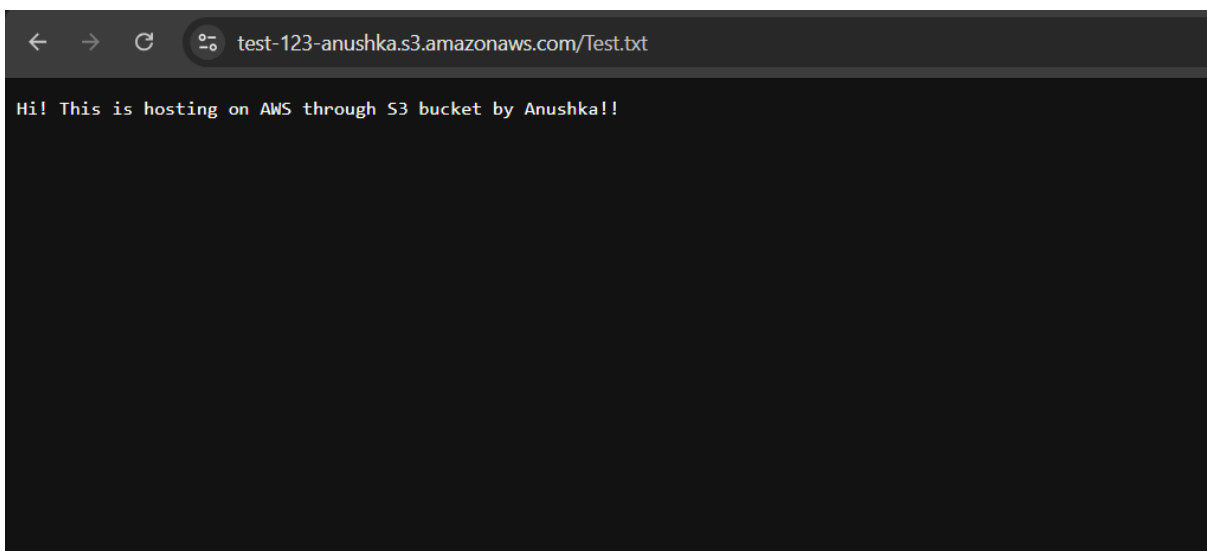 test-123-anushka.s3.amazonaws.com/Test.txt
Hi! This is hosting on AWS through S3 bucket by Anushka!!